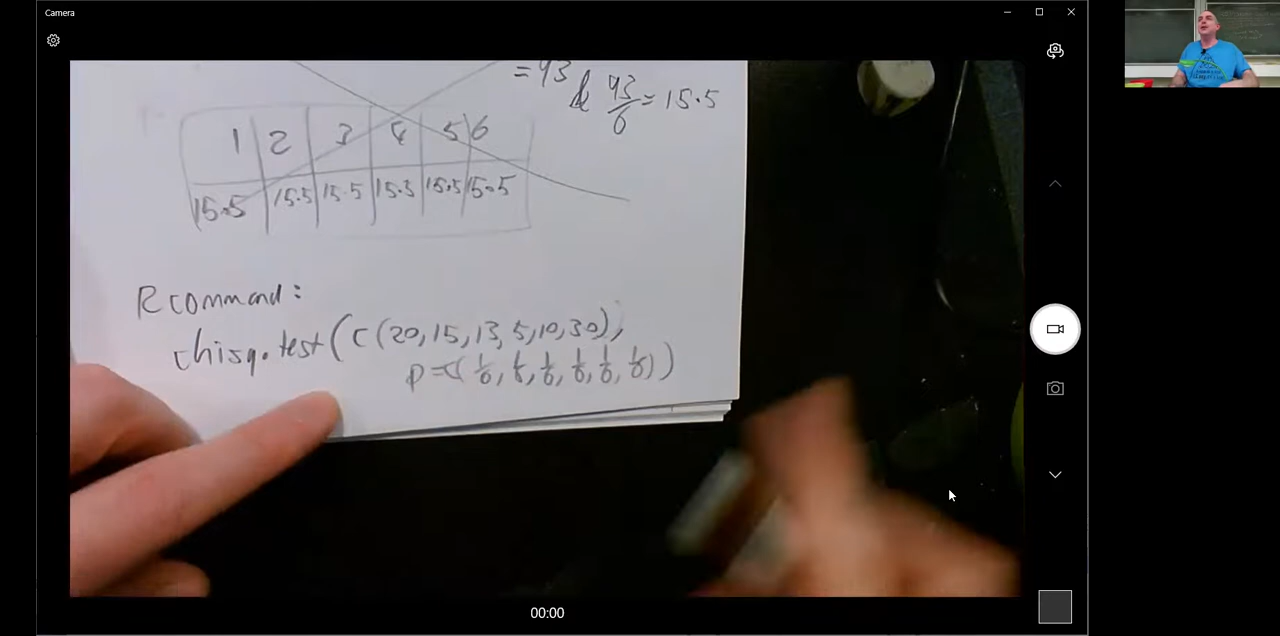 Camera
= 93
& 93/6 = 15.5
1 2 3 4 5 6
15.5 15.5 15.5 15.5 15.5 15.5
R command:
chisq.test(c(20,15,13,5,10,30),
p=c(1/6,1/6,1/6,1/6,1/6,1/6))
00:00